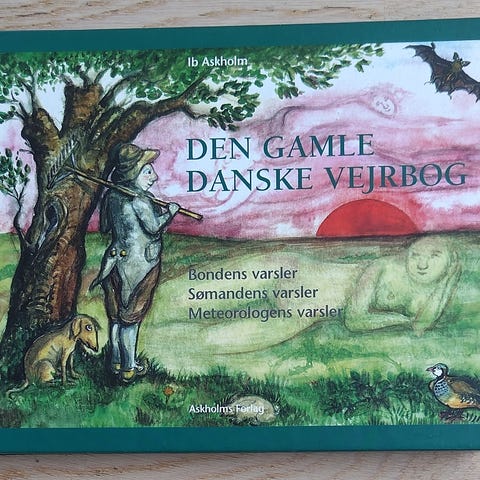 Ib Askholm
DEN GAMLE
DANSKE VEJRBOG
Bondens varsler
Sømandens varsler
Meteorologens varsler
Askholms Forlag